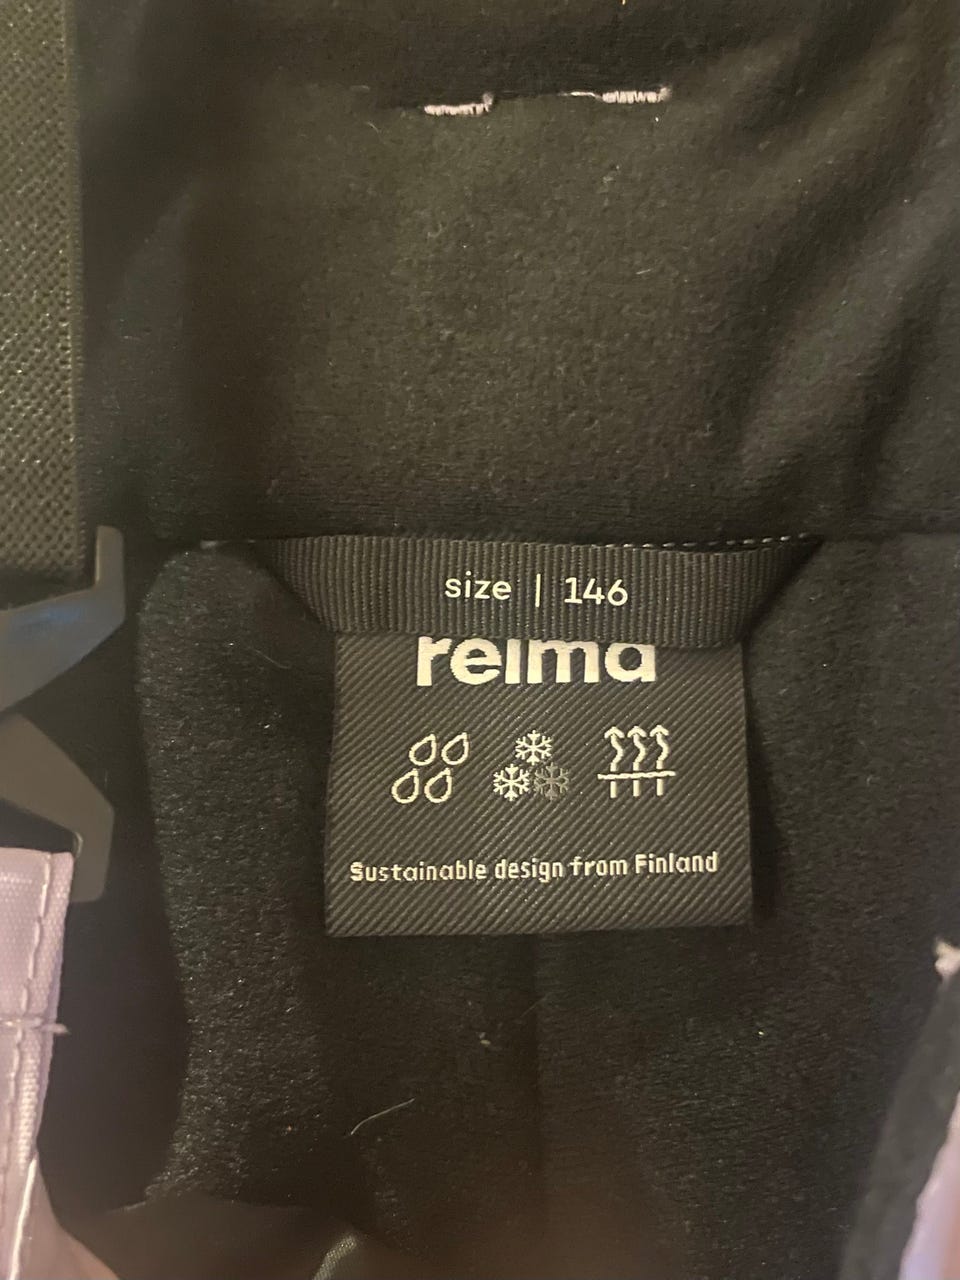 size | 146
reima
Sustainable design from Finland